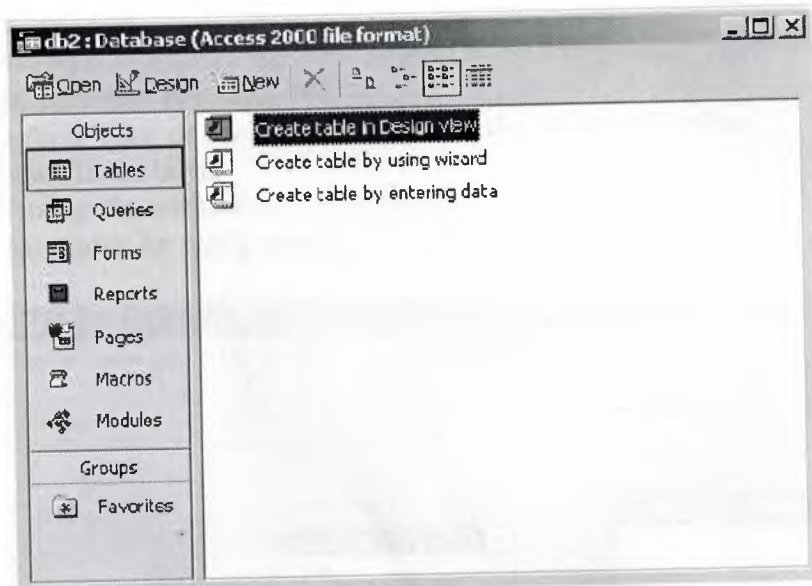 db2 : Database (Access 2000 file format)
Open Design New
Objects
Tables
Queries
Forms
Reports
Pages
Macros
Modules
Groups
Favorites
Create table in Design view
Create table by using wizard
Create table by entering data